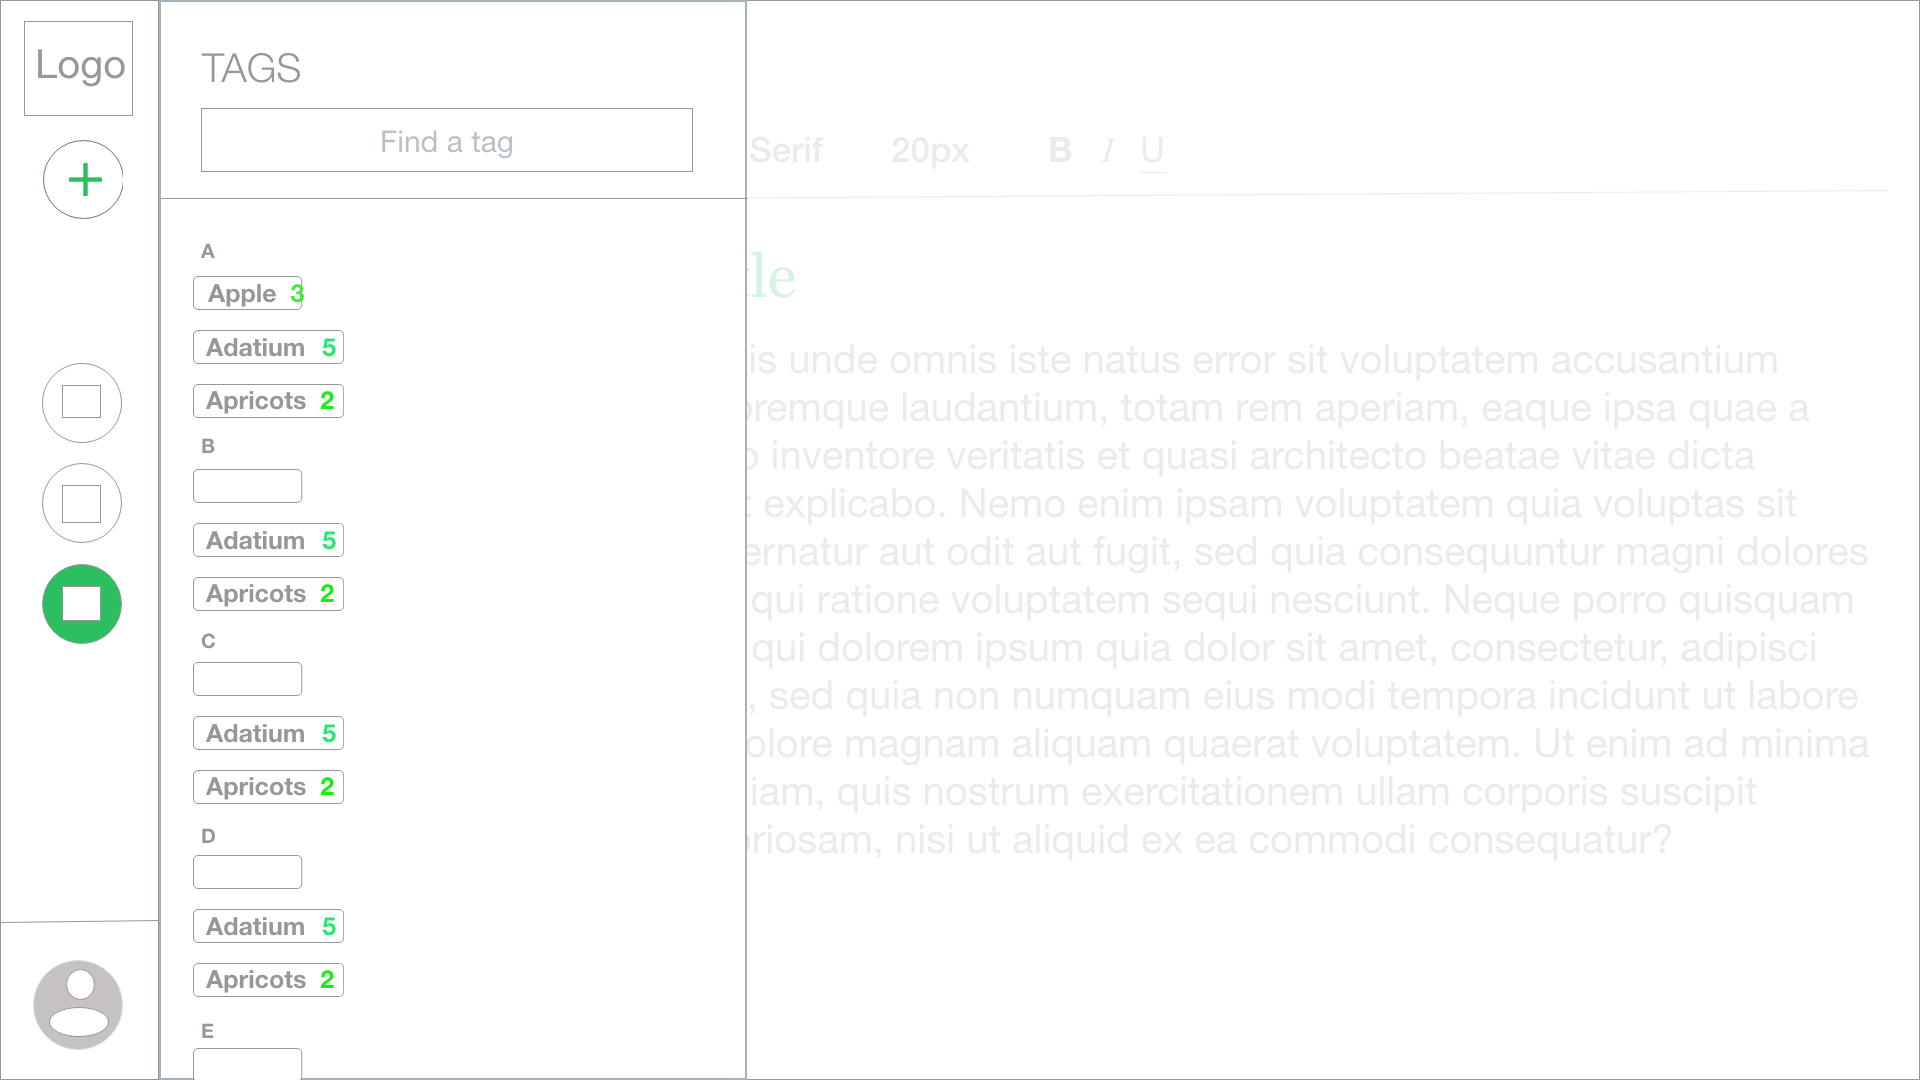 Logo
TAGS
Find a tag
Serif 20px B I U
A
Apple 3
Adatium 5
Apricots 2
B
Adatium 5
Apricots 2
C
Adatium 5
Apricots 2
D
Adatium 5
Apricots 2
E
le
is unde omnis iste natus error sit voluptatem accusantium
oremque laudantium, totam rem aperiam, eaque ipsa quae a
inventore veritatis et quasi architecto beatae vitae dicta
explicabo. Nemo enim ipsam voluptatem quia voluptas sit
ernatur aut odit aut fugit, sed quia consequuntur magni dolores
qui ratione voluptatem sequi nesciunt. Neque porro quisquam
qui dolorem ipsum quia dolor sit amet, consectetur, adipisci
, sed quia non numquam eius modi tempora incidunt ut labore
olore magnam aliquam quaerat voluptatem. Ut enim ad minima
iam, quis nostrum exercitationem ullam corporis suscipit
oriosam, nisi ut aliquid ex ea commodi consequatur?